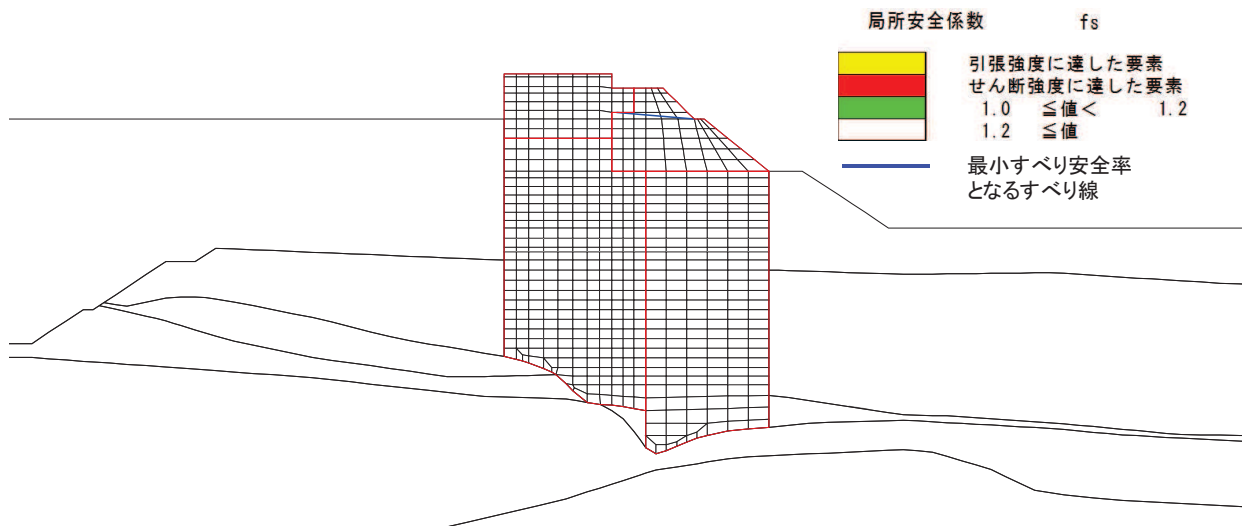 局所安全係数 fs
引張強度に達した要素
せん断強度に達した要素
1.0 ≦値< 1.2
1.2 ≦値
最小すべり安全率
となるすべり線